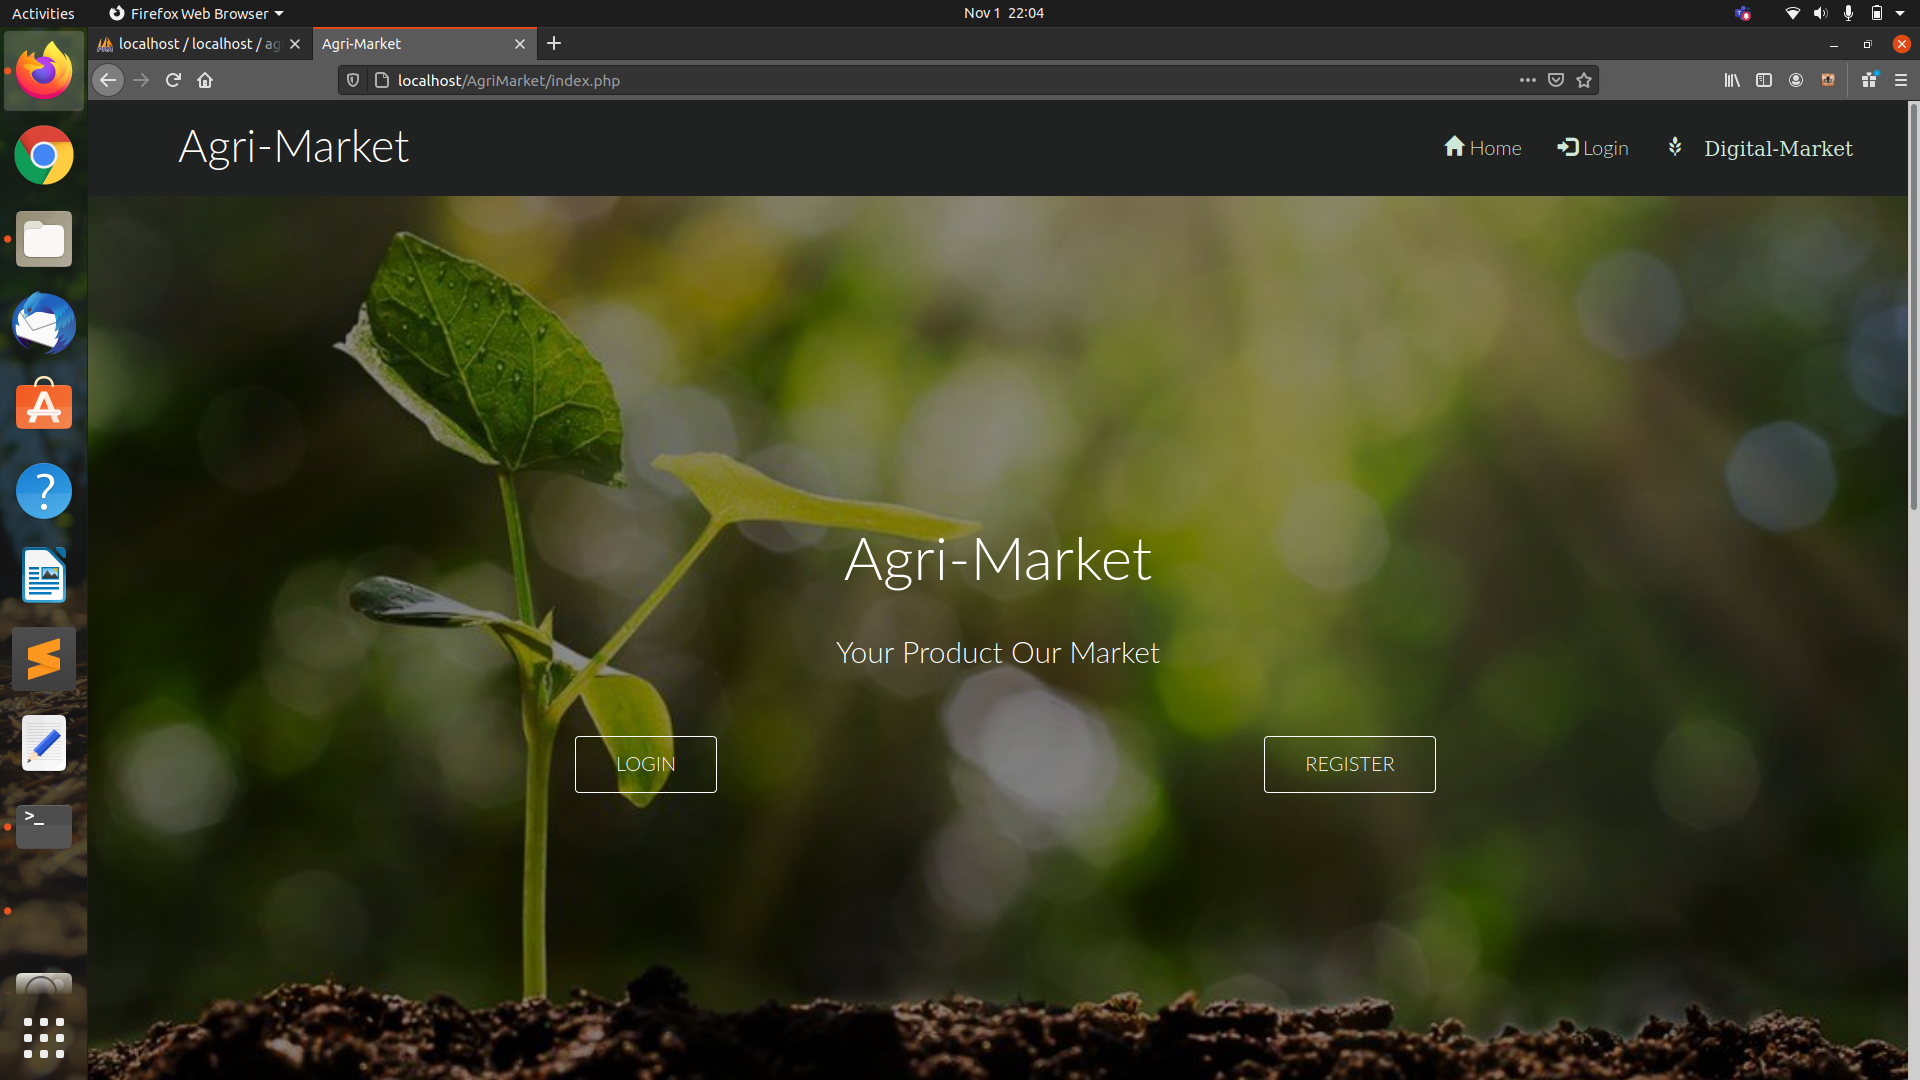 Activities
Firefox Web Browser
Nov 1 22:04
localhost / localhost / ag
Agri-Market
localhost/AgriMarket/index.php
Agri-Market
Home
Login
Digital-Market
Agri-Market
Your Product Our Market
LOGIN
REGISTER